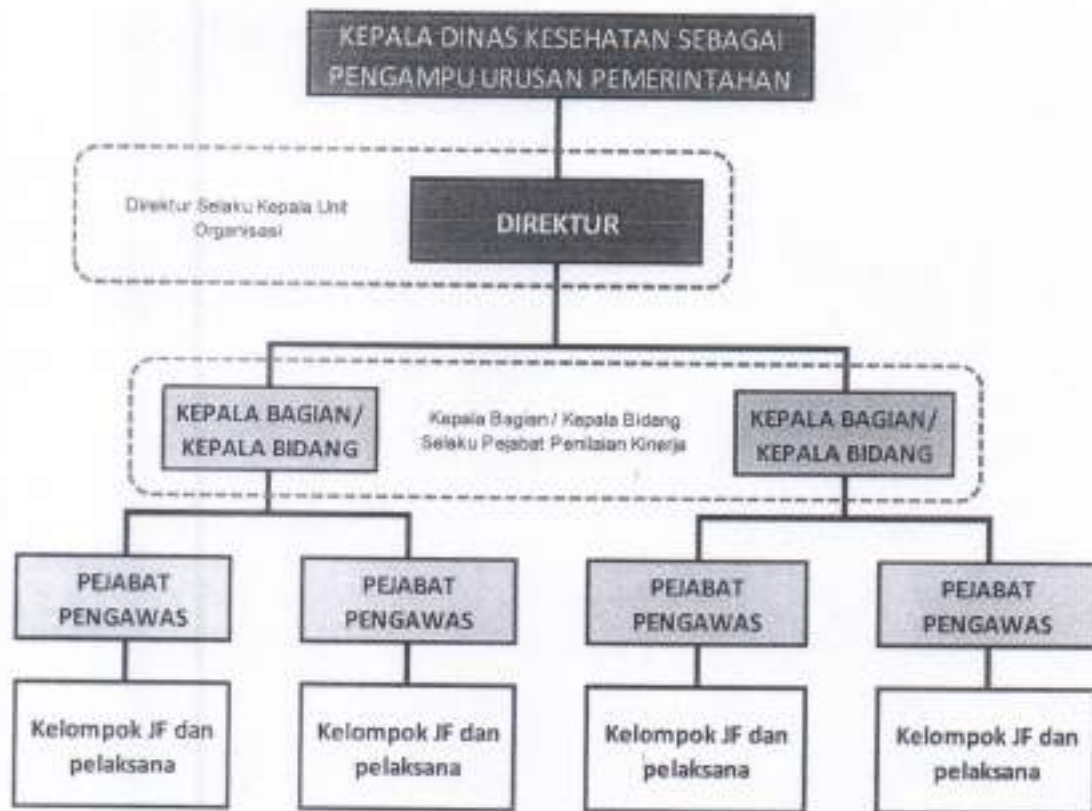 KEPALA DINAS KESEHATAN SEBAGAI
PENGAMPU URUSAN PEMERINTAHAN
Direktur Selaku Kepala Unit
Organisasi
DIREKTUR
KEPALA BAGIAN/
KEPALA BIDANG
Kepala Bagian / Kepala Bidang
Selaku Pejabat Penilaian Kinerja
KEPALA BAGIAN/
KEPALA BIDANG
PEJABAT
PENGAWAS
PEJABAT
PENGAWAS
PEJABAT
PENGAWAS
PEJABAT
PENGAWAS
Kelompok JF dan
pelaksana
Kelompok JF dan
pelaksana
Kelompok JF dan
pelaksana
Kelompok JF dan
pelaksana